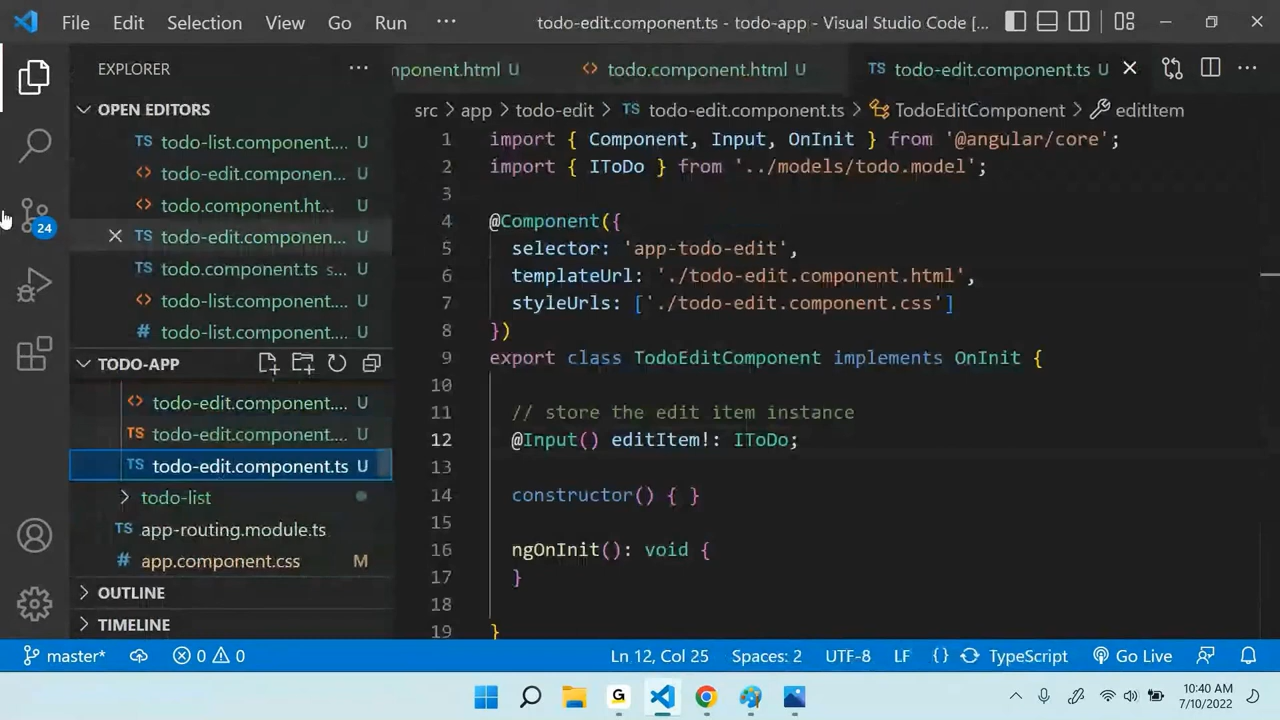 File Edit Selection View Go Run ··· todo-edit.component.ts - todo-app - Visual Studio Code [...
EXPLORER ···
OPEN EDITORS
TS todo-list.component.... U
<> todo-edit.componen... U
<> todo.component.ht... U
TS todo-edit.componen... U
TS todo.component.ts s... U
<> todo-list.component.... U
# todo-list.component.... U
TODO-APP
<> todo-edit.component.... U
TS todo-edit.component.... U
TS todo-edit.component.ts U
> todo-list
TS app-routing.module.ts
# app.component.css M
OUTLINE
TIMELINE
24
mponent.html U <> todo.component.html U TS todo-edit.component.ts U
src > app > todo-edit > TS todo-edit.component.ts > TodoEditComponent > editItem
1 import { Component, Input, OnInit } from '@angular/core';
2 import { IToDo } from '../models/todo.model';
3
4 @Component({
5 selector: 'app-todo-edit',
6 templateUrl: './todo-edit.component.html',
7 styleUrls: ['./todo-edit.component.css']
8 })
9 export class TodoEditComponent implements OnInit {
10
11 // store the edit item instance
12 @Input() editItem!: IToDo;
13
14 constructor() { }
15
16 ngOnInit(): void {
17 }
18
19 }
master* 0 0 Ln 12, Col 25 Spaces: 2 UTF-8 LF {} TypeScript Go Live
G 10:40 AM
7/10/2022